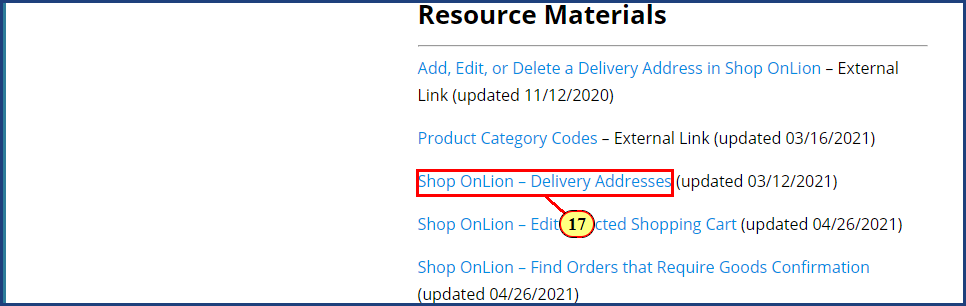 Resource Materials
Add, Edit, or Delete a Delivery Address in Shop OnLion – External
Link (updated 11/12/2020)
Product Category Codes – External Link (updated 03/16/2021)
Shop OnLion – Delivery Addresses (updated 03/12/2021)
Shop OnLion – Edit 17 cted Shopping Cart (updated 04/26/2021)
Shop OnLion – Find Orders that Require Goods Confirmation
(updated 04/26/2021)